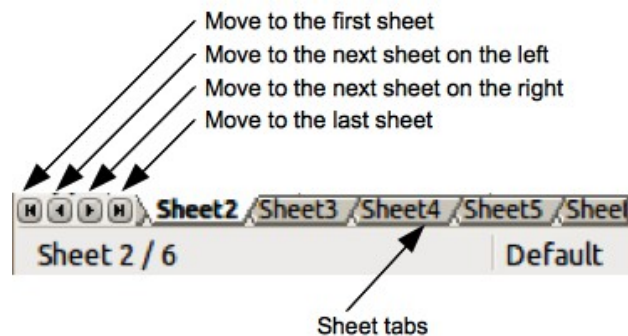 Move to the first sheet
Move to the next sheet on the left
Move to the next sheet on the right
Move to the last sheet
Sheet2 Sheet3 Sheet4 Sheet5
Sheet 2 / 6 Default
Sheet tabs